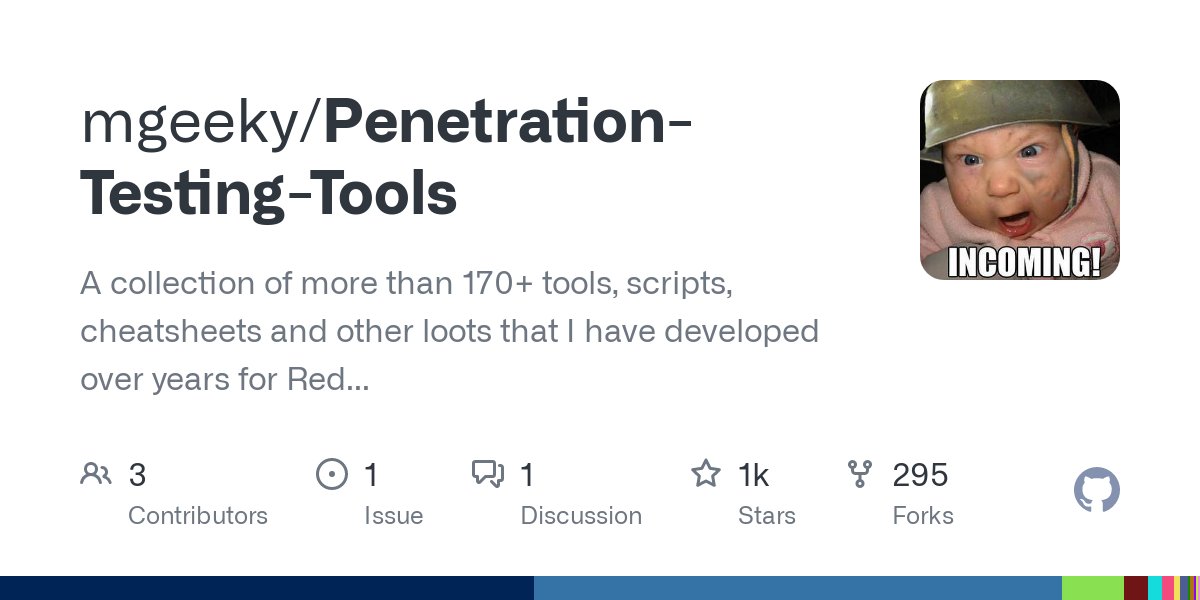 mgeeky/Penetration-
Testing-Tools
INCOMING!
A collection of more than 170+ tools, scripts,
cheatsheets and other loots that I have developed
over years for Red...
3
Contributors
1
Issue
1
Discussion
1k
Stars
295
Forks